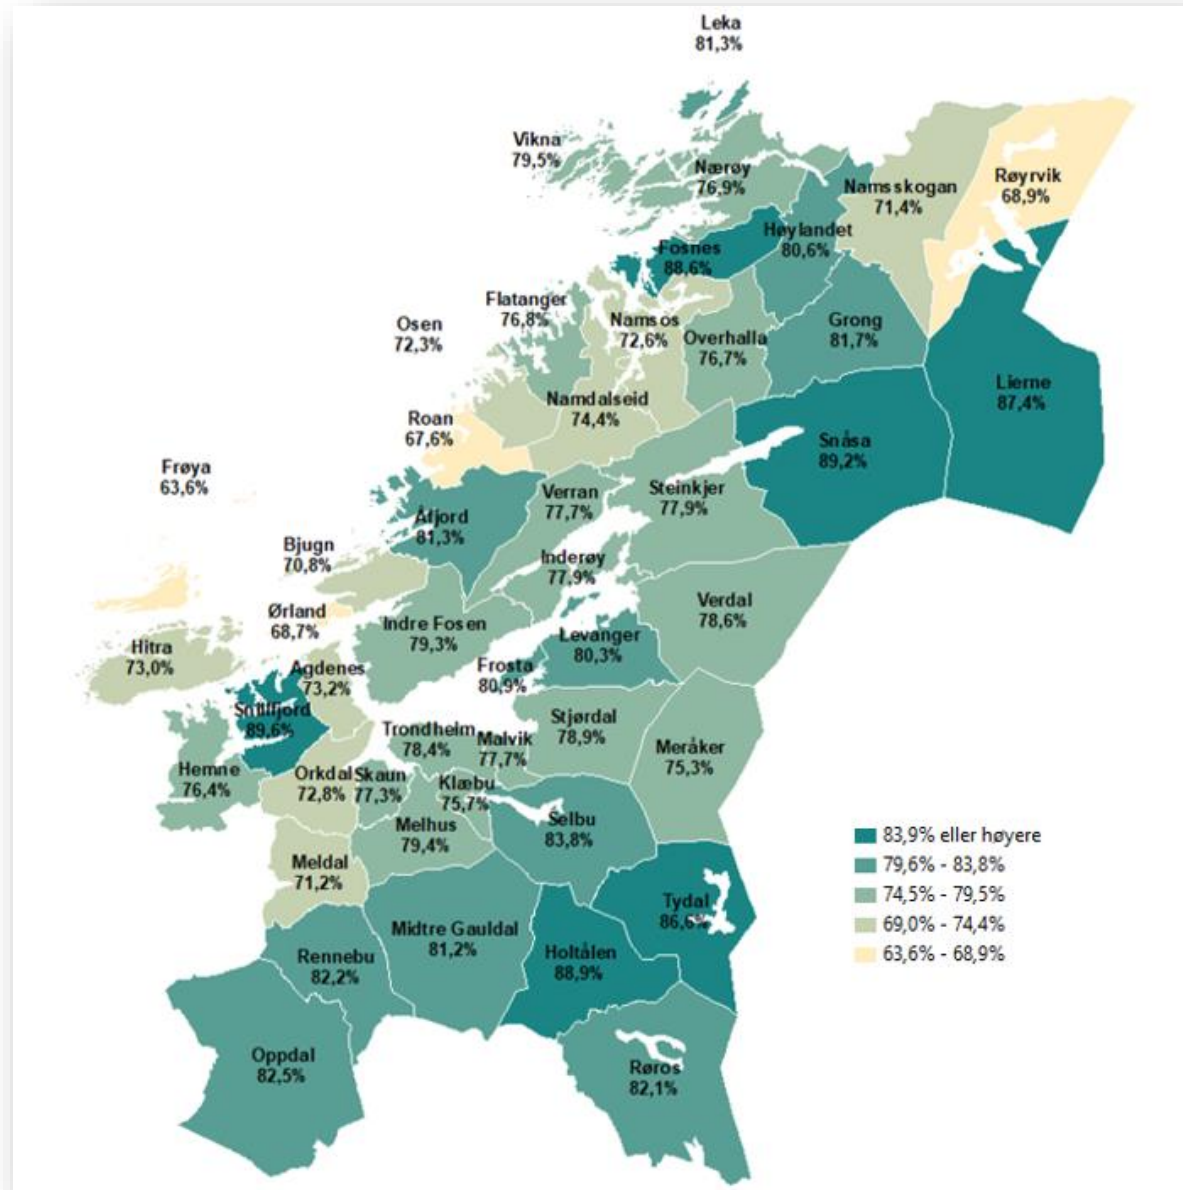 Leka
81,3%
Vikna
79,5%
Nærøy
76,9%
Namsskogan
71,4%
Røyrvik
68,9%
Høylandet
80,6%
Fosnes
88,6%
Flatanger
76,8%
Osen
72,3%
Namsos
72,6%
Overhalla
76,7%
Grong
81,7%
Lierne
87,4%
Namdalseid
74,4%
Roan
67,6%
Snåsa
89,2%
Frøya
63,6%
Verran
77,7%
Steinkjer
77,9%
Åfjord
81,3%
Bjugn
70,8%
Inderøy
77,9%
Ørland
68,7%
Indre Fosen
79,3%
Verdal
78,6%
Levanger
80,3%
Hitra
73,0%
Agdenes
73,2%
Frosta
80,9%
Snillfjord
89,6%
Stjørdal
78,9%
Trondheim
78,4%
Malvik
77,7%
Meråker
75,3%
Hemne
76,4%
Orkdal
72,8%
Skaun
77,3%
Klæbu
75,7%
Melhus
79,4%
Selbu
83,8%
Meldal
71,2%
Tydal
86,6%
Midtre Gauldal
81,2%
Rennebu
82,2%
Holtålen
88,9%
Oppdal
82,5%
Røros
82,1%
83,9% eller høyere
79,6% - 83,8%
74,5% - 79,5%
69,0% - 74,4%
63,6% - 68,9%